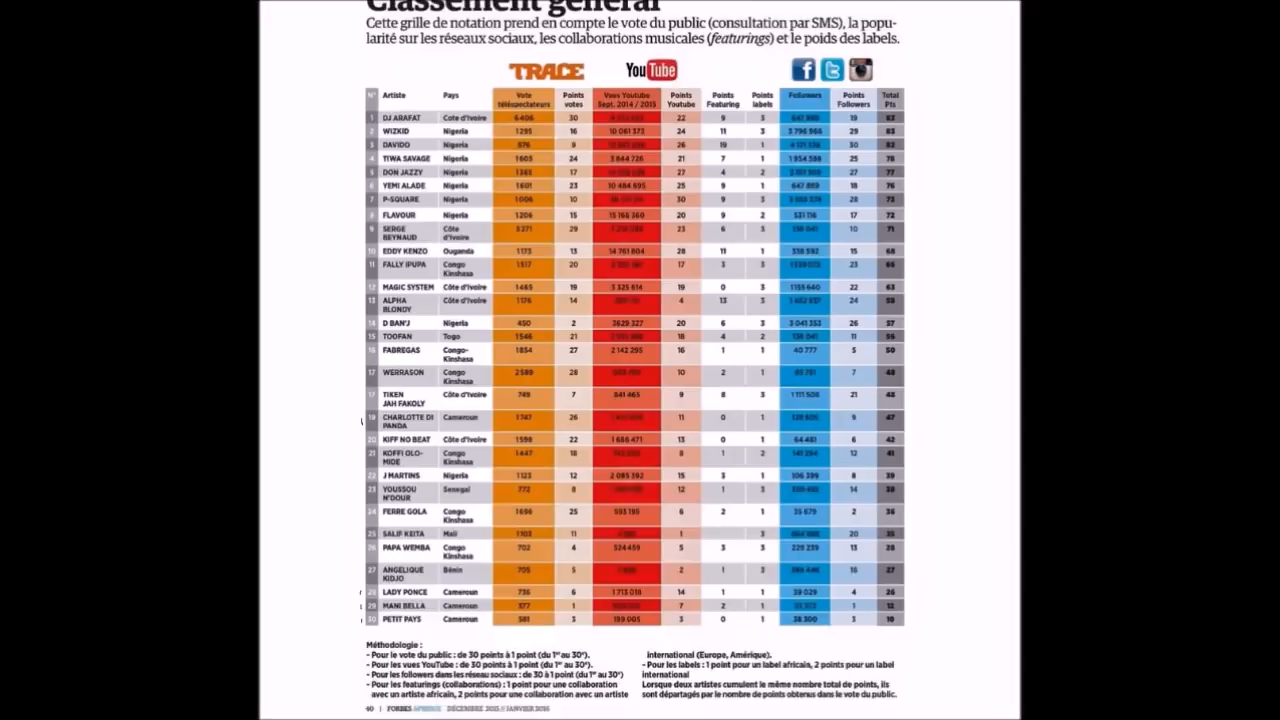 Classement général
Cette grille de notation prend en compte le vote du public (consultation par SMS), la popu-
larité sur les réseaux sociaux, les collaborations musicales (featurings) et le poids des labels.
TRACE YouTube
N° Artiste Pays Vote téléspectateurs Points votes Vues Youtube Sept. 2014 / 2015 Points Youtube Points Featuring Points labels Followers Points Followers Total Pts
1 DJ ARAFAT Cote d'Ivoire 6406 30 22 9 3 19 83
2 WIZKID Nigeria 1295 16 10 061 373 24 11 3 3 796 966 29 83
3 DAVIDO Nigeria 976 9 26 19 1 30 82
4 TIWA SAVAGE Nigeria 1605 24 3 844 726 21 7 1 1 954 588 25 78
5 DON JAZZY Nigeria 17 27 4 2 27 77
6 YEMI ALADE Nigeria 1601 23 10 484 695 25 9 1 647 889 18 76
7 P-SQUARE Nigeria 1006 10 30 9 3 28 73
8 FLAVOUR Nigeria 1206 15 15 166 360 20 9 2 531 116 17 72
9 SERGE BEYNAUD Côte d'Ivoire 3271 29 23 6 3 10 71
10 EDDY KENZO Ouganda 1173 13 14 761 804 28 11 1 338 592 15 68
11 FALLY IPUPA Congo Kinshasa 1517 20 17 3 3 23 66
12 MAGIC SYSTEM Côte d'Ivoire 1465 19 3 325 614 19 0 3 1155 640 22 63
13 ALPHA BLONDY Côte d'Ivoire 1176 14 4 13 3 24 58
14 D BAN'J Nigeria 450 2 3629 327 20 6 3 3 041 253 26 57
15 TOOFAN Togo 1546 21 18 4 2 11 56
16 FABREGAS Congo-Kinshasa 1854 27 2 142 295 16 1 1 40 777 5 50
17 WERRASON Congo Kinshasa 2589 28 10 2 1 7 48
17 TIKEN JAH FAKOLY Côte d'Ivoire 749 7 841 465 9 8 3 1 111 508 21 48
19 CHARLOTTE DI PANDA Cameroun 1747 26 11 0 1 9 47
20 KIFF NO BEAT Côte d'Ivoire 1598 22 1 686 471 13 0 1 64 481 6 42
21 KOFFI OLO-MIDE Congo Kinshasa 1447 18 8 1 2 12 41
22 J MARTINS Nigeria 1123 12 2 085 392 15 3 1 106 399 8 39
23 YOUSSOU N'DOUR Senegal 772 8 12 1 3 14 38
24 FERRE GOLA Congo Kinshasa 1696 25 593 195 6 2 1 35 679 2 36
25 SALIF KEITA Mali 1103 11 1 3 20 35
26 PAPA WEMBA Congo Kinshasa 702 4 524 459 5 3 3 229 239 13 28
27 ANGELIQUE KIDJO Bénin 705 5 2 1 3 16 27
28 LADY PONCE Cameroun 736 6 1 713 018 14 1 1 39 029 4 26
29 MANI BELLA Cameroun 377 1 7 2 1 1 12
30 PETIT PAYS Cameroun 581 3 199 005 3 0 1 38 300 3 10
Méthodologie :
- Pour le vote du public : de 30 points à 1 point (du 1er au 30e).
- Pour les vues YouTube : de 30 points à 1 point (du 1er au 30e).
- Pour les followers dans les réseau sociaux : de 30 à 1 point (du 1er au 30e)
- Pour les featurings (collaborations) : 1 point pour une collaboration
avec un artiste africain, 2 points pour une collaboration avec un artiste
international (Europe, Amérique).
- Pour les labels : 1 point pour un label africain, 2 points pour un label
international
Lorsque deux artistes cumulent le même nombre total de points, ils
sont départagés par le nombre de points obtenus dans le vote du public.
40 | FORBES AFRIQUE DÉCEMBRE 2015 // JANVIER 2016